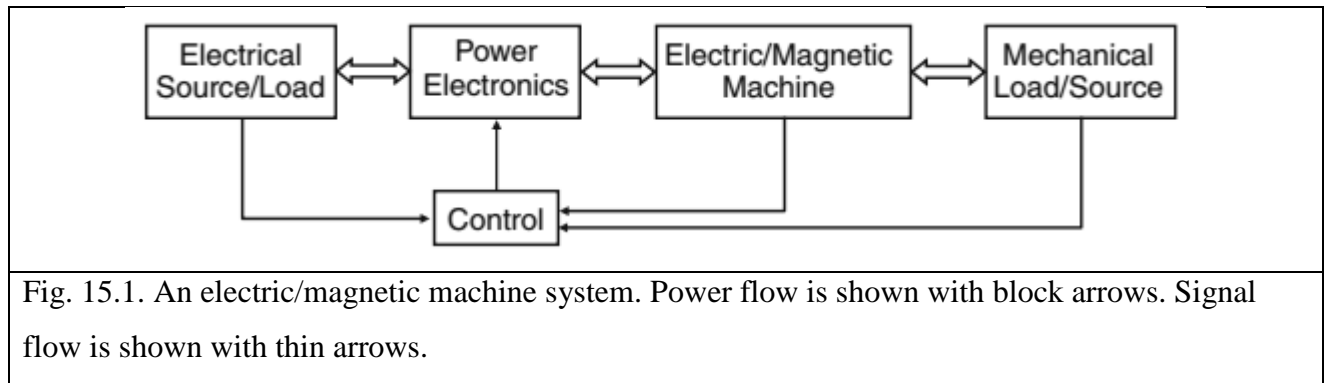 Electrical
Source/Load
Power
Electronics
Electric/Magnetic
Machine
Mechanical
Load/Source
Control
Fig. 15.1. An electric/magnetic machine system. Power flow is shown with block arrows. Signal
flow is shown with thin arrows.